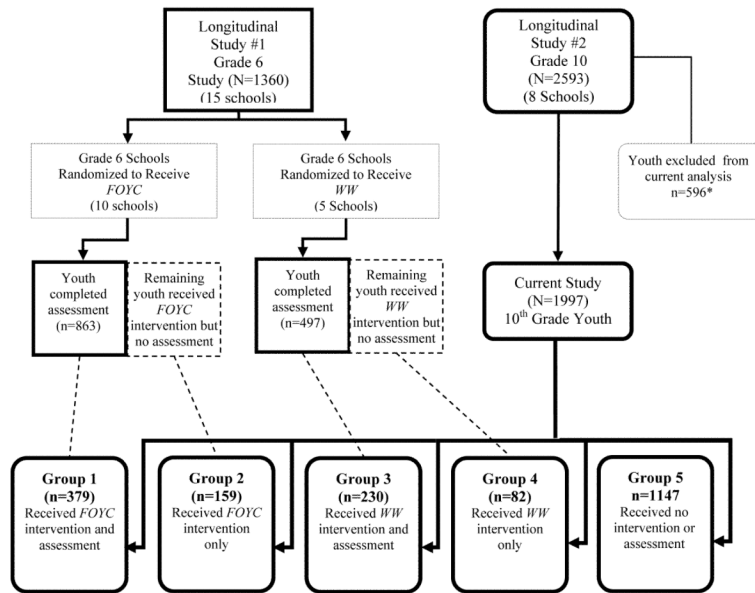 Longitudinal
Study #1
Grade 6
Study (N=1360)
(15 schools)
Longitudinal
Study #2
Grade 10
(N=2593)
(8 Schools)
Grade 6 Schools
Randomized to Receive
FOYC
(10 schools)
Grade 6 Schools
Randomized to Receive
WW
(5 Schools)
Youth excluded from
current analysis
n=596*
Youth
completed
assessment
(n=863)
Remaining
youth received
FOYC
intervention but
no assessment
Youth
completed
assessment
(n=497)
Remaining
youth received
WW
intervention but
no assessment
Current Study
(N=1997)
10th Grade Youth
Group 1
(n=379)
Received FOYC
intervention and
assessment
Group 2
(n=159)
Received FOYC
intervention
only
Group 3
(n=230)
Received WW
intervention and
assessment
Group 4
(n=82)
Received WW
intervention
only
Group 5
n=1147
Received no
intervention or
assessment